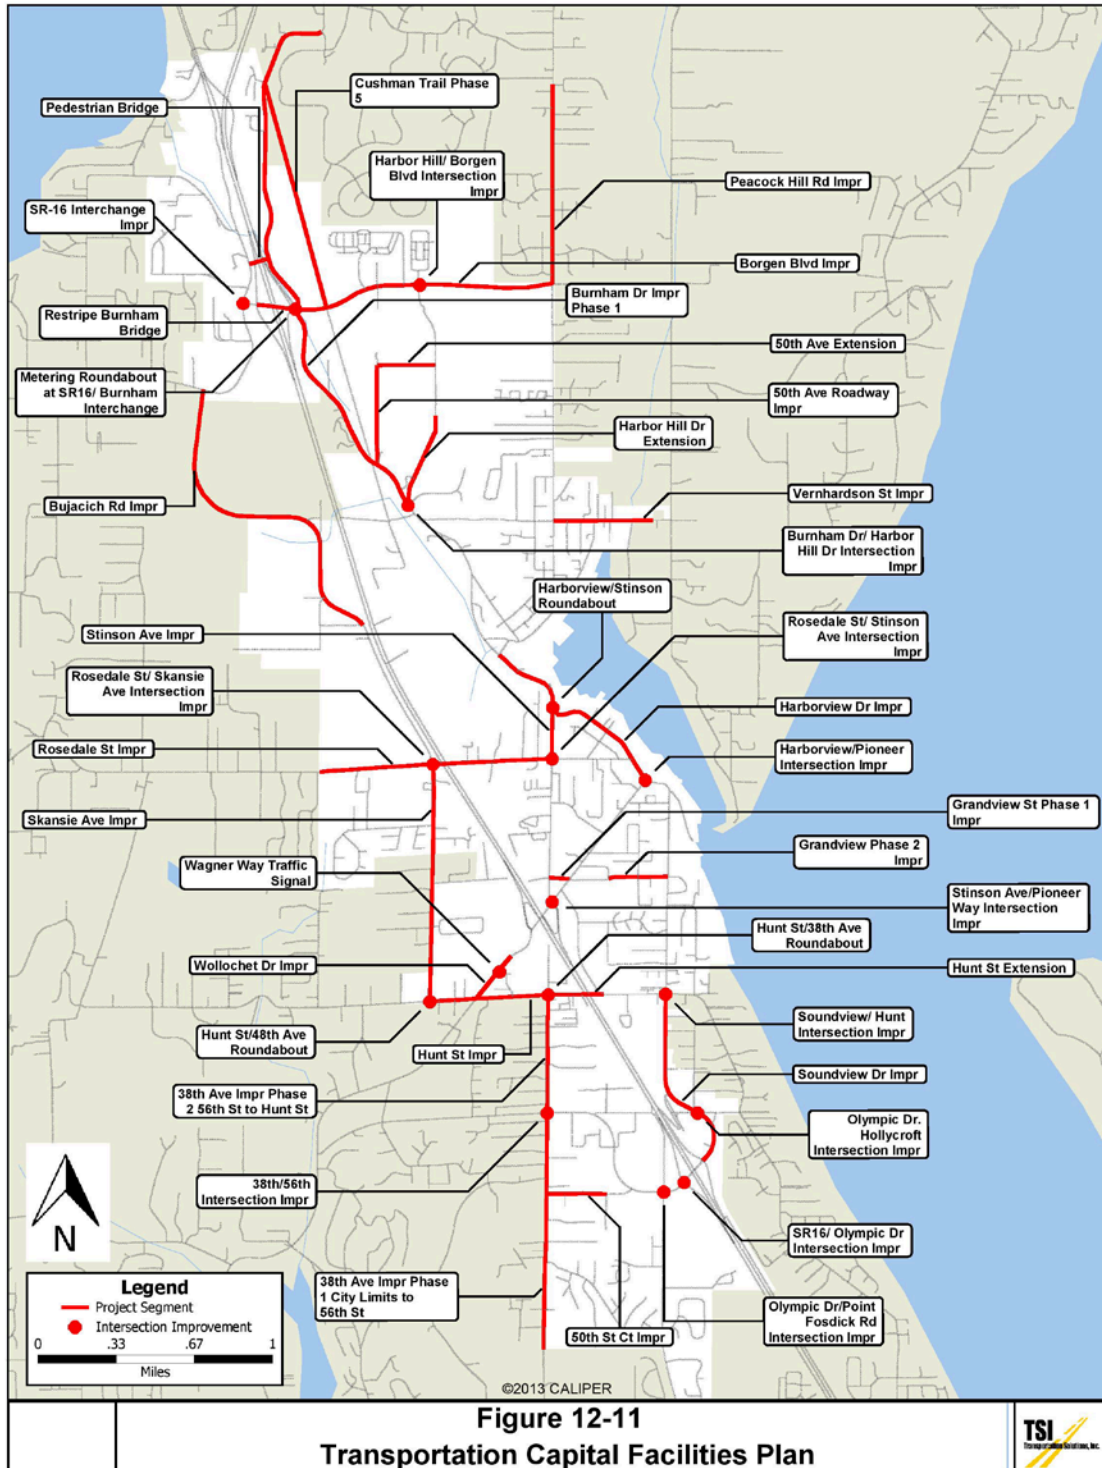 Cushman Trail Phase
5
Pedestrian Bridge
Harbor Hill/ Borgen
Blvd Intersection
Impr
Peacock Hill Rd Impr
SR-16 Interchange
Impr
Borgen Blvd Impr
Burnham Dr Impr
Phase 1
Restripe Burnham
Bridge
50th Ave Extension
Metering Roundabout
at SR16/ Burnham
Interchange
50th Ave Roadway
Impr
Harbor Hill Dr
Extension
Bujacich Rd Impr
Vernhardson St Impr
Burnham Dr/ Harbor
Hill Dr Intersection
Impr
Harborview/Stinson
Roundabout
Stinson Ave Impr
Rosedale St/ Stinson
Ave Intersection
Impr
Rosedale St/ Skansie
Ave Intersection
Impr
Harborview Dr Impr
Rosedale St Impr
Harborview/Pioneer
Intersection Impr
Skansie Ave Impr
Grandview St Phase 1
Impr
Grandview Phase 2
Impr
Wagner Way Traffic
Signal
Stinson Ave/Pioneer
Way Intersection
Impr
Hunt St/38th Ave
Roundabout
Wollochet Dr Impr
Hunt St Extension
Hunt St/48th Ave
Roundabout
Hunt St Impr
Soundview/ Hunt
Intersection Impr
38th Ave Impr Phase
2 56th St to Hunt St
Soundview Dr Impr
Olympic Dr.
Hollycroft
Intersection Impr
38th/56th
Intersection Impr
SR16/ Olympic Dr
Intersection Impr
38th Ave Impr Phase
1 City Limits to
56th St
50th St Ct Impr
Olympic Dr/Point
Fosdick Rd
Intersection Impr
N
Legend
Project Segment
Intersection Improvement
0 .33 .67 1
Miles
©2013 CALIPER
Figure 12-11
Transportation Capital Facilities Plan
TSI
Transportation Solutions, Inc.